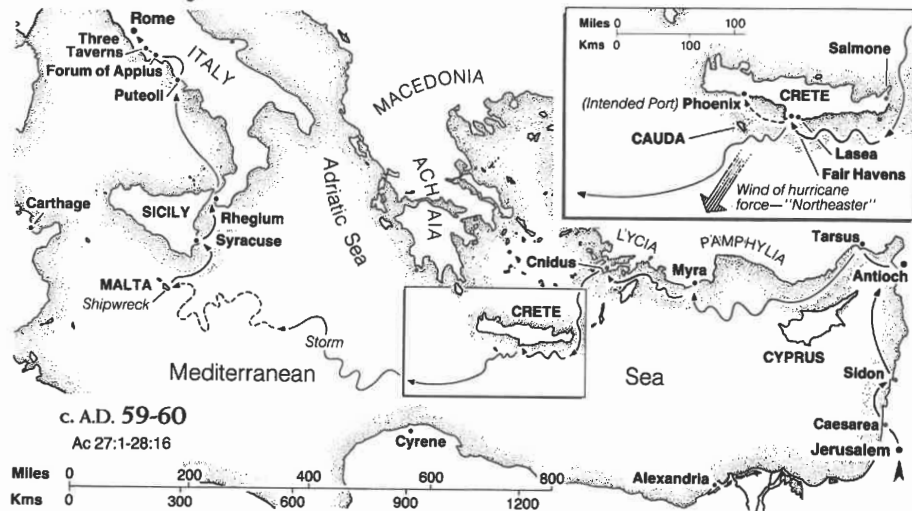 Rome
Three
Taverns
Forum of Appius
Puteoli
ITALY
MACEDONIA
ACHAIA
Adriatic Sea
Carthage
SICILY
Rhegium
Syracuse
MALTA
Shipwreck
Storm
Mediterranean
Sea
Miles 0 100
Kms 0 100
Salmone
CRETE
(Intended Port) Phoenix
CAUDA
Lasea
Fair Havens
Wind of hurricane
force—"Northeaster"
LYCIA
PAMPHYLIA
Tarsus
Cnidus
Myra
Antioch
CRETE
CYPRUS
Sidon
Caesarea
Jerusalem
Cyrene
Alexandria
c. A.D. 59-60
Ac 27:1-28:16
Miles 0 200 400 600 800
Kms 0 300 600 900 1200